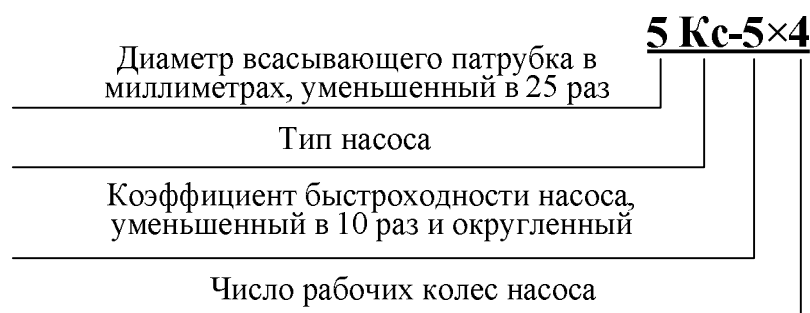 5 Кс-5×4
Диаметр всасывающего патрубка в
миллиметрах, уменьшенный в 25 раз
Тип насоса
Коэффициент быстроходности насоса,
уменьшенный в 10 раз и округленный
Число рабочих колес насоса